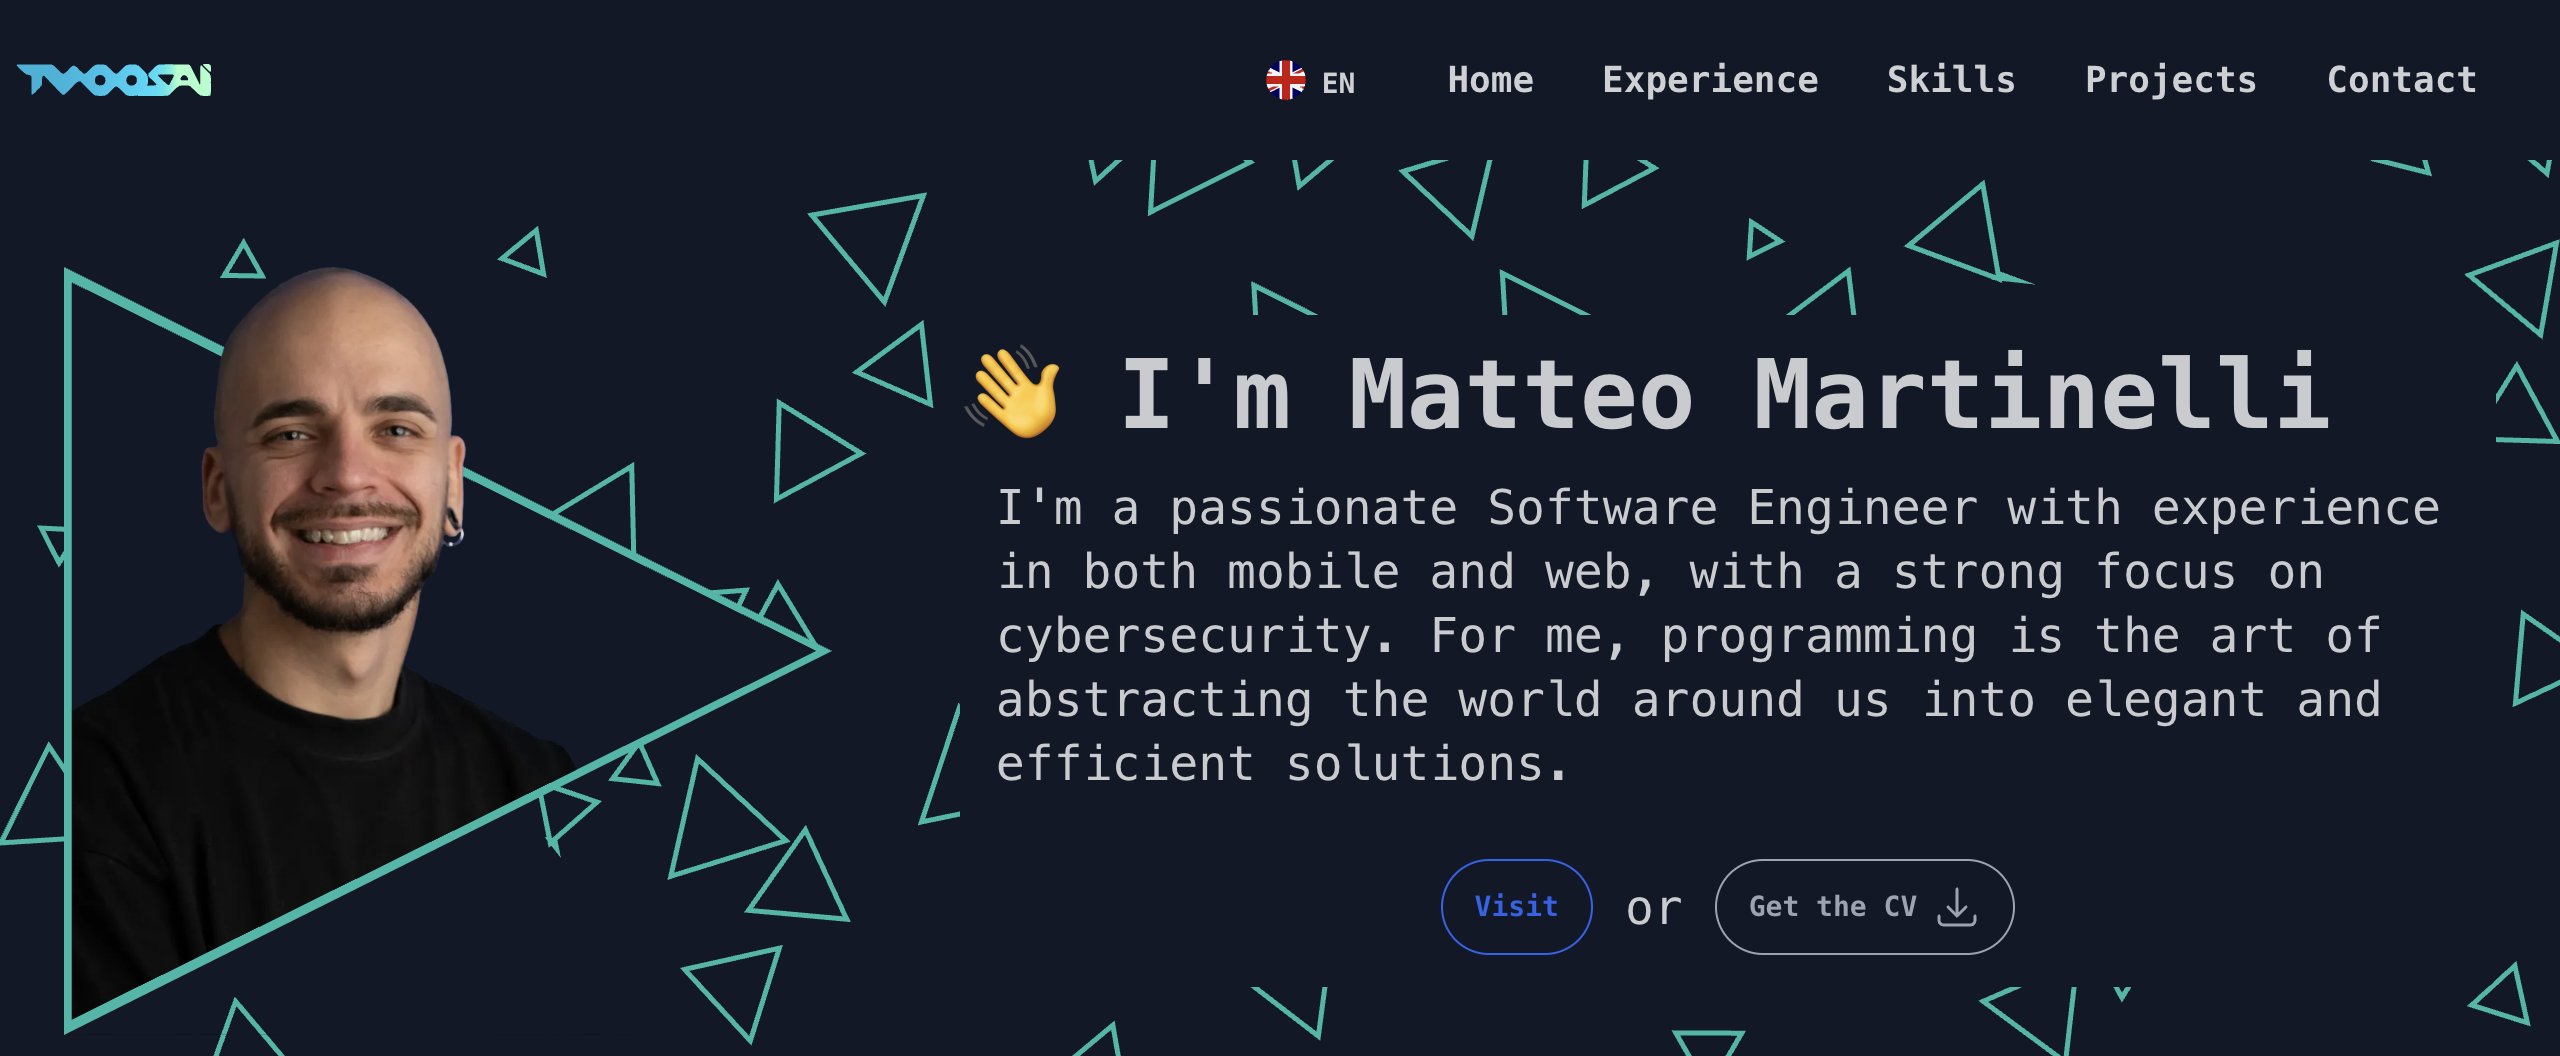 EN Home Experience Skills Projects Contact
👋 I'm Matteo Martinelli
I'm a passionate Software Engineer with experience
in both mobile and web, with a strong focus on
cybersecurity. For me, programming is the art of
abstracting the world around us into elegant and
efficient solutions.
Visit or Get the CV